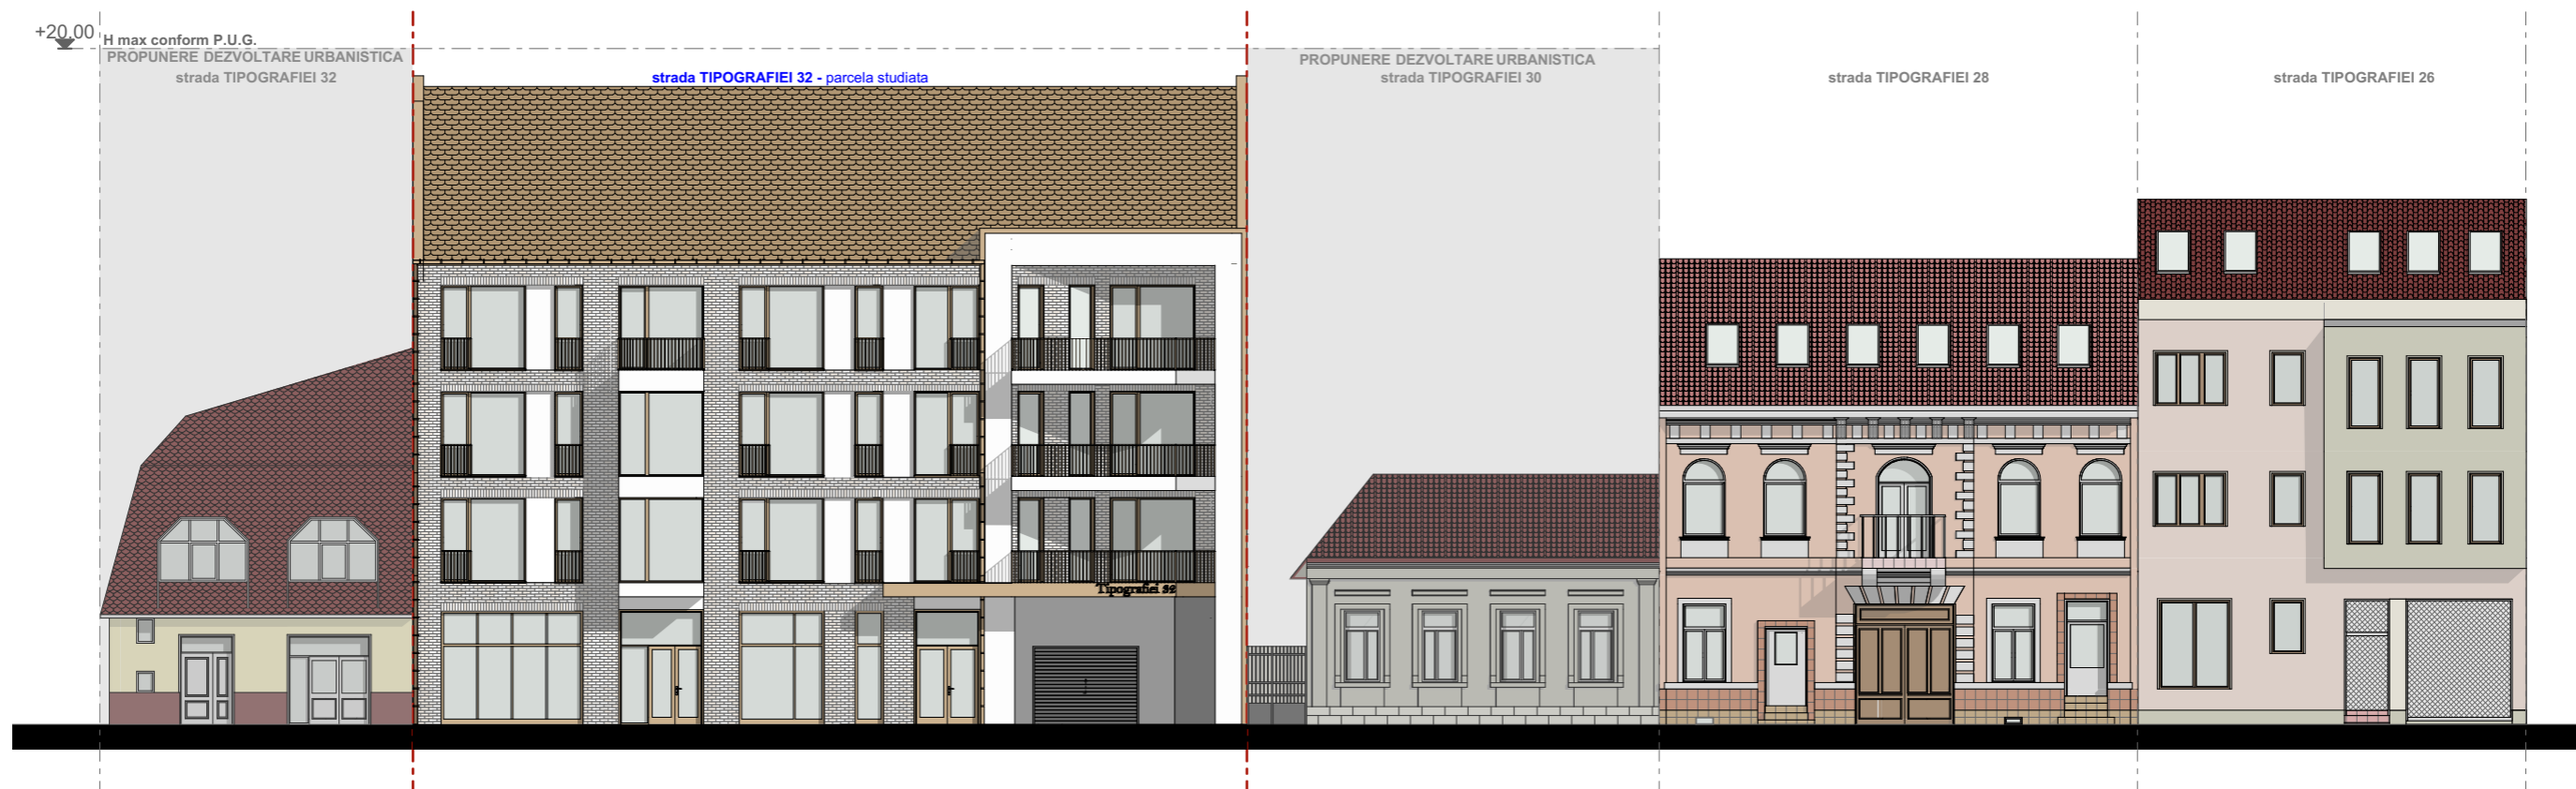 +20,00
H max conform P.U.G.
PROPUNERE DEZVOLTARE URBANISTICA
strada TIPOGRAFIEI 32
strada TIPOGRAFIEI 32 - parcela studiata
PROPUNERE DEZVOLTARE URBANISTICA
strada TIPOGRAFIEI 30
strada TIPOGRAFIEI 28
strada TIPOGRAFIEI 26
Tipografiei 32